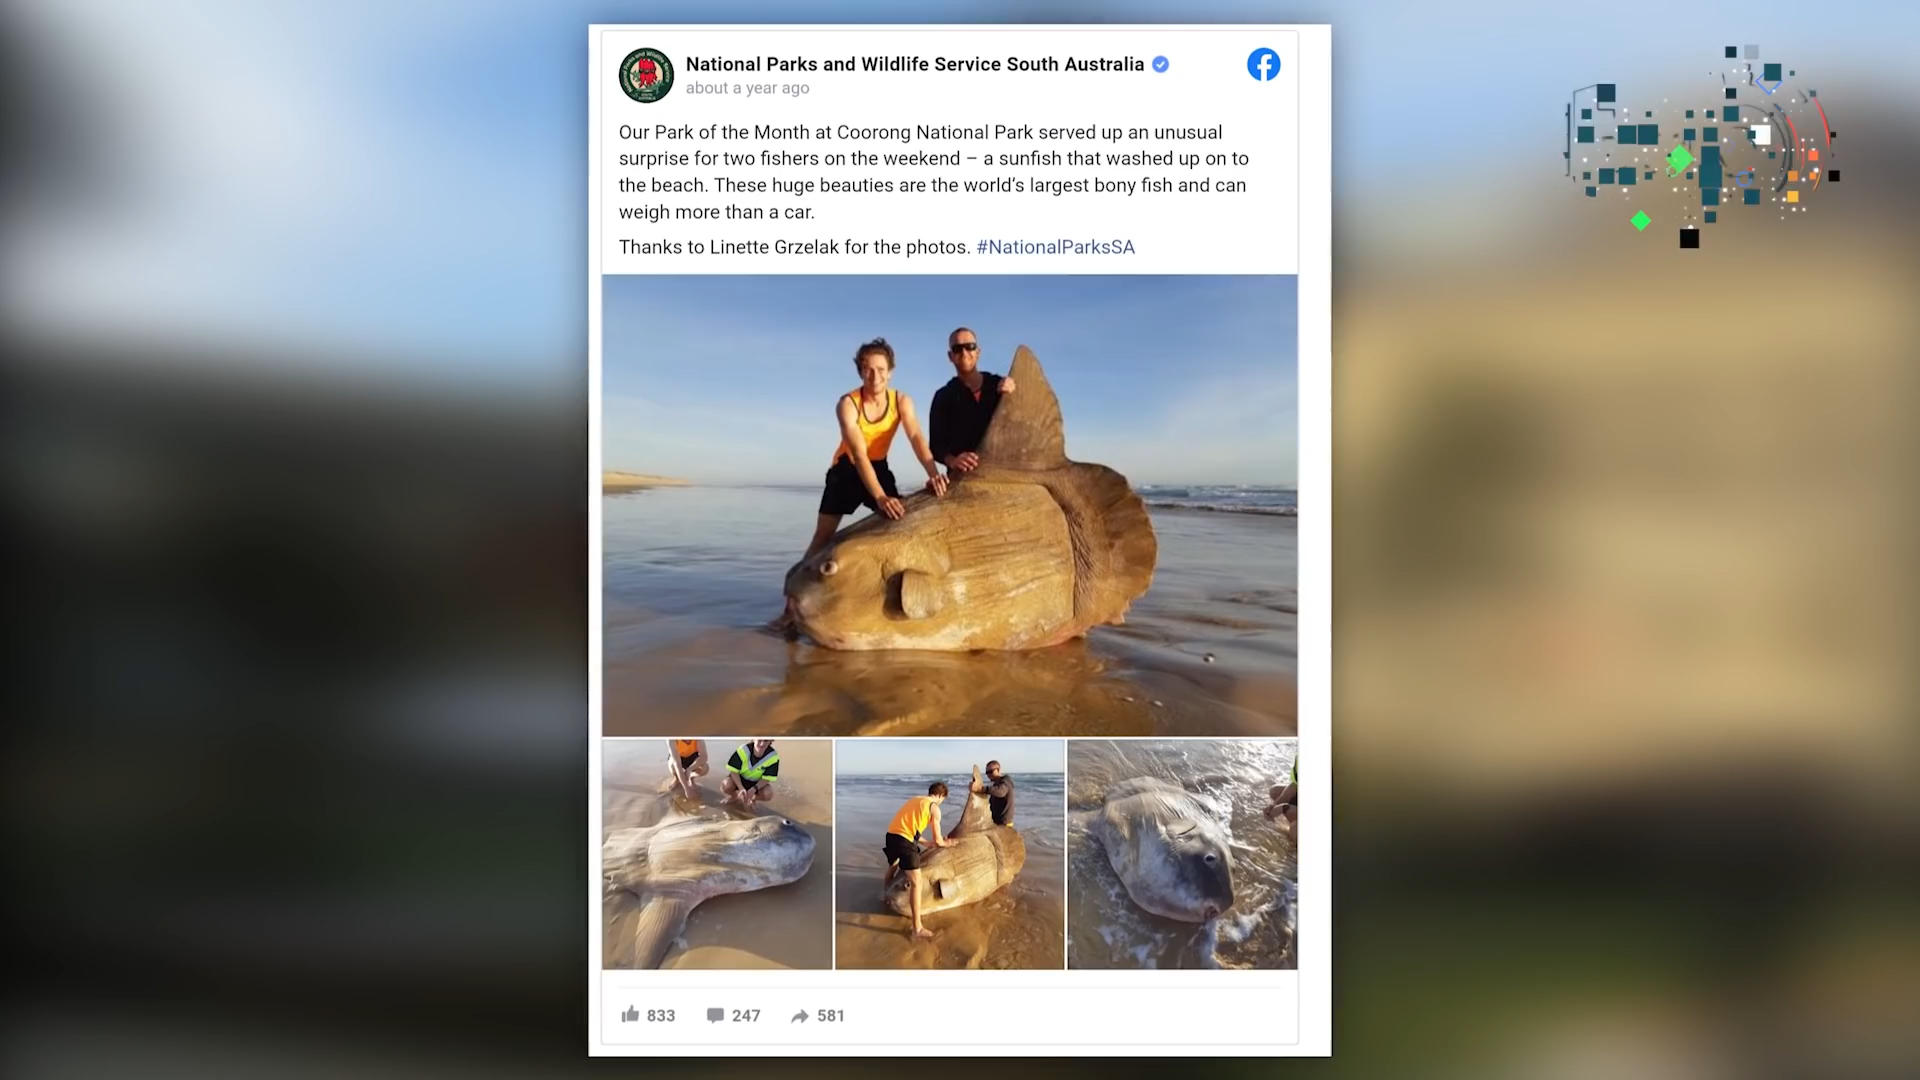 National Parks and Wildlife Service South Australia
about a year ago
Our Park of the Month at Coorong National Park served up an unusual
surprise for two fishers on the weekend – a sunfish that washed up on to
the beach. These huge beauties are the world's largest bony fish and can
weigh more than a car.
Thanks to Linette Grzelak for the photos. #NationalParksSA
833 247 581